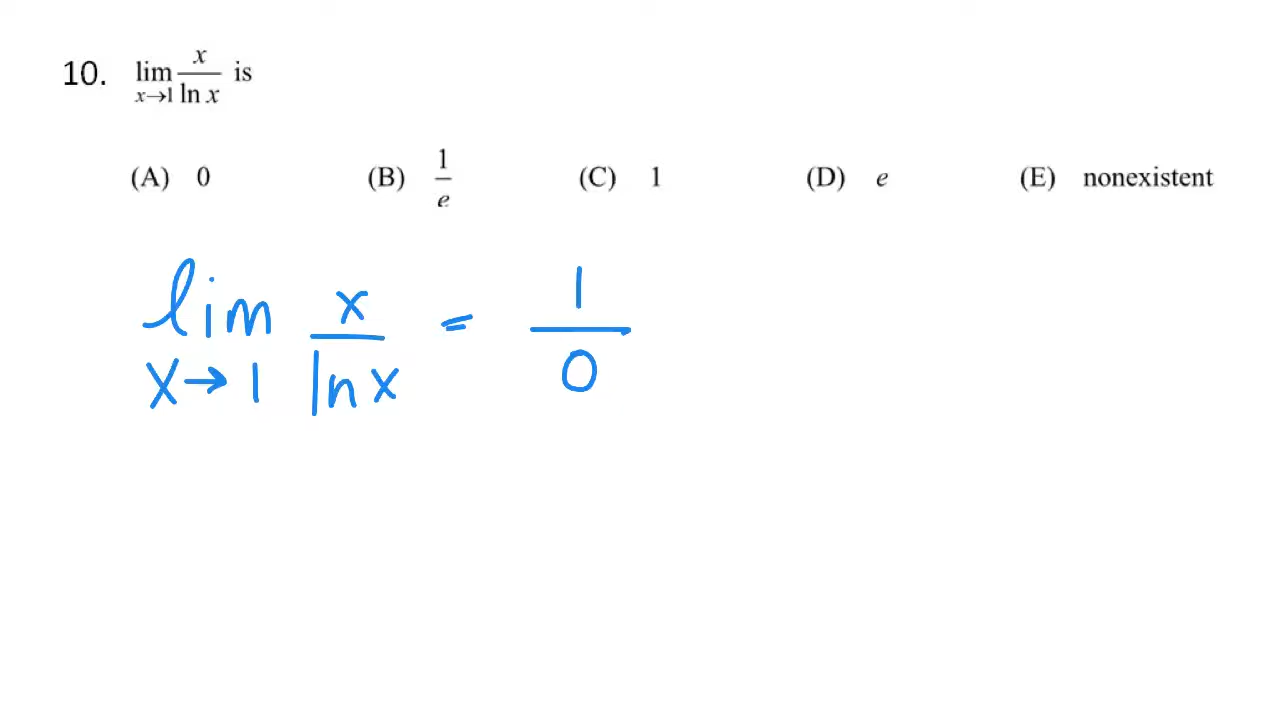 10. lim x→1 x/ln x is
(A) 0 (B) 1/e (C) 1 (D) e (E) nonexistent
lim x→1 x/ln x = 1/0